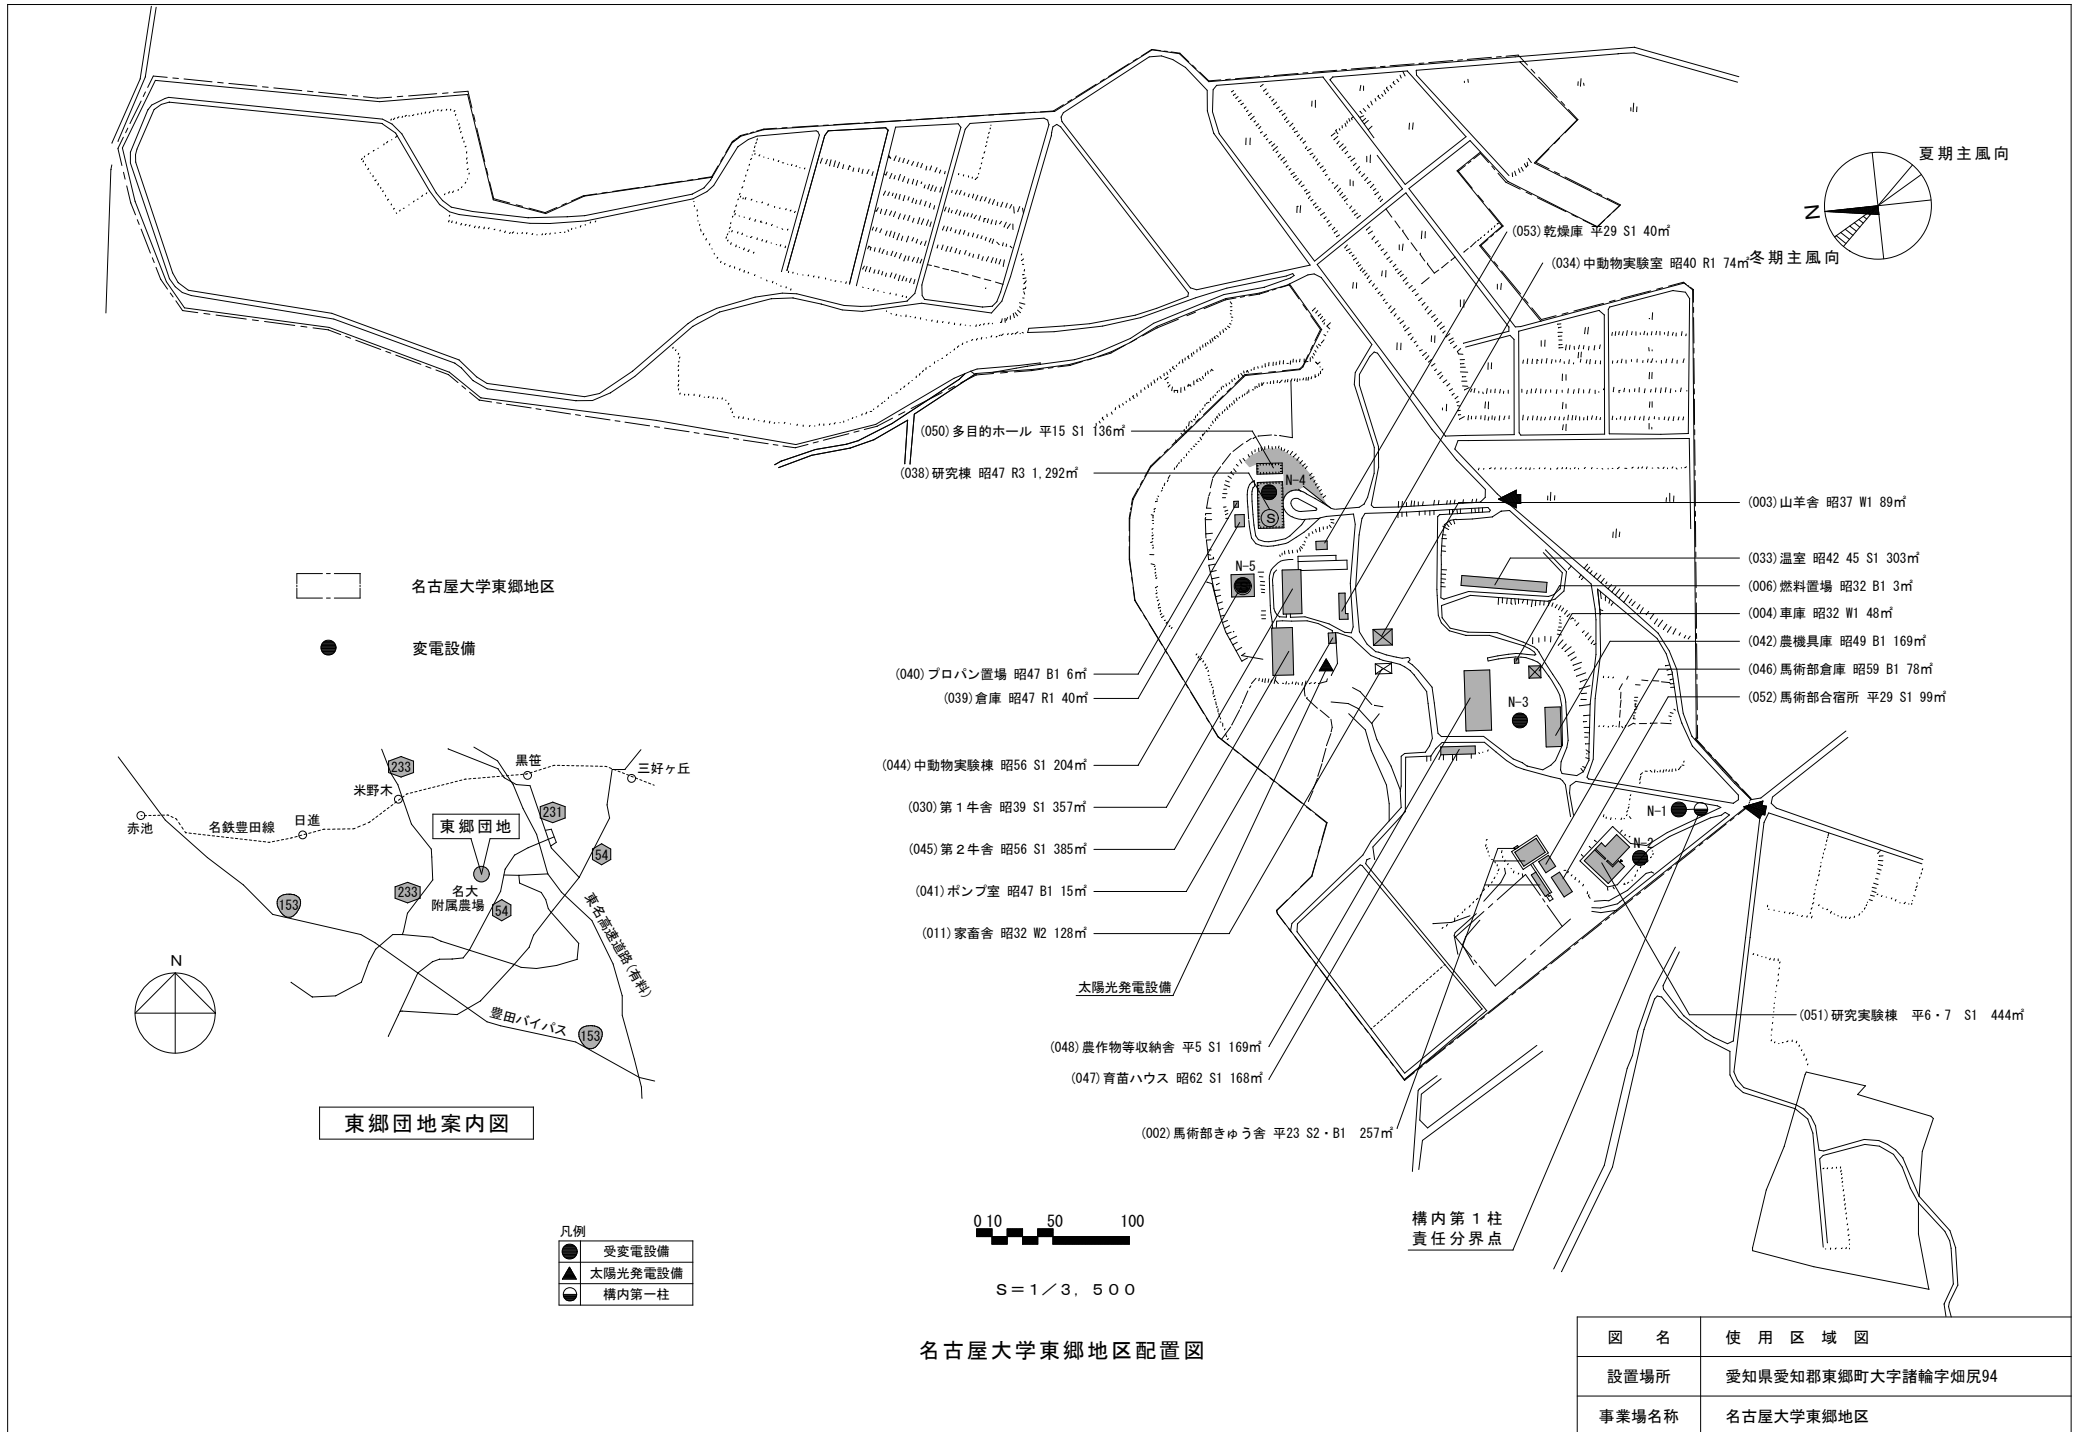 夏期主風向
N
冬期主風向
(053)乾燥庫 平29 S1 40㎡
(034)中動物実験室 昭40 R1 74㎡
(050)多目的ホール 平15 S1 136㎡
(038)研究棟 昭47 R3 1,292㎡
N-4
S
N-5
(003)山羊舎 昭37 W1 89㎡
(033)温室 昭42 45 S1 303㎡
(006)燃料置場 昭32 B1 3㎡
(004)車庫 昭32 W1 48㎡
(042)農機具庫 昭49 B1 169㎡
(046)馬術部倉庫 昭59 B1 78㎡
(052)馬術部合宿所 平29 S1 99㎡
名古屋大学東郷地区
変電設備
(040)プロパン置場 昭47 B1 6㎡
(039)倉庫 昭47 R1 40㎡
(044)中動物実験棟 昭56 S1 204㎡
(030)第1牛舎 昭39 S1 357㎡
(045)第2牛舎 昭56 S1 385㎡
(041)ポンプ室 昭47 B1 15㎡
(011)家畜舎 昭32 W2 128㎡
太陽光発電設備
(048)農作物等収納舎 平5 S1 169㎡
(047)育苗ハウス 昭62 S1 168㎡
(002)馬術部きゅう舎 平23 S2・B1 257㎡
N-3
N-1
N-2
(051)研究実験棟 平6・7 S1 444㎡
構内第1柱
責任分界点
233
黒笹
三好ヶ丘
米野木
赤池
名鉄豊田線
日進
東郷団地
231
54
233
名大
附属農場
54
153
東名高速道路(有料)
豊田バイパス
153
N
東郷団地案内図
凡例
受変電設備
太陽光発電設備
構内第一柱
0 10 50 100
S=1/3,500
名古屋大学東郷地区配置図
図名 使用区域図
設置場所 愛知県愛知郡東郷町大字諸輪字畑尻94
事業場名称 名古屋大学東郷地区